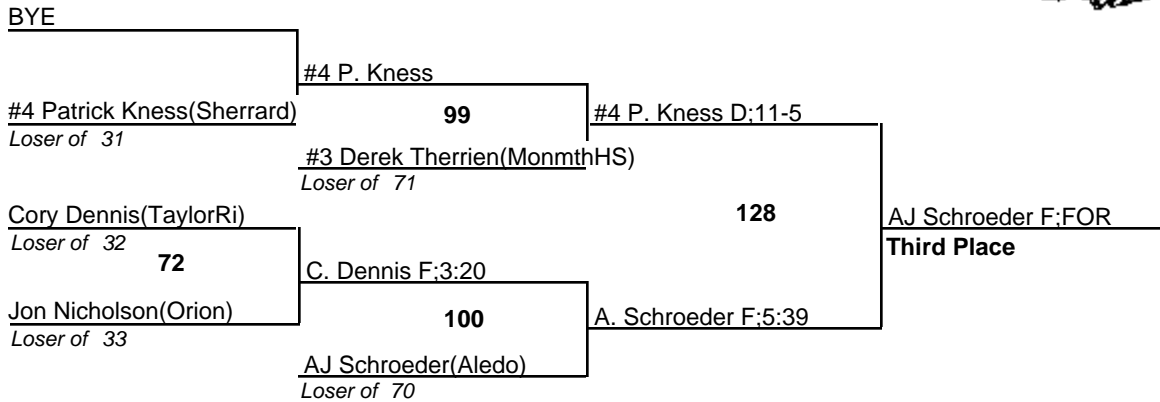 BYE
#4 P. Kness
#4 Patrick Kness(Sherrard)
Loser of 31
99
#4 P. Kness D;11-5
#3 Derek Therrien(MonmthHS)
Loser of 71
Cory Dennis(TaylorRi)
Loser of 32
72
128
AJ Schroeder F;FOR
Third Place
C. Dennis F;3:20
Jon Nicholson(Orion)
Loser of 33
100
A. Schroeder F;5:39
AJ Schroeder(Aledo)
Loser of 70